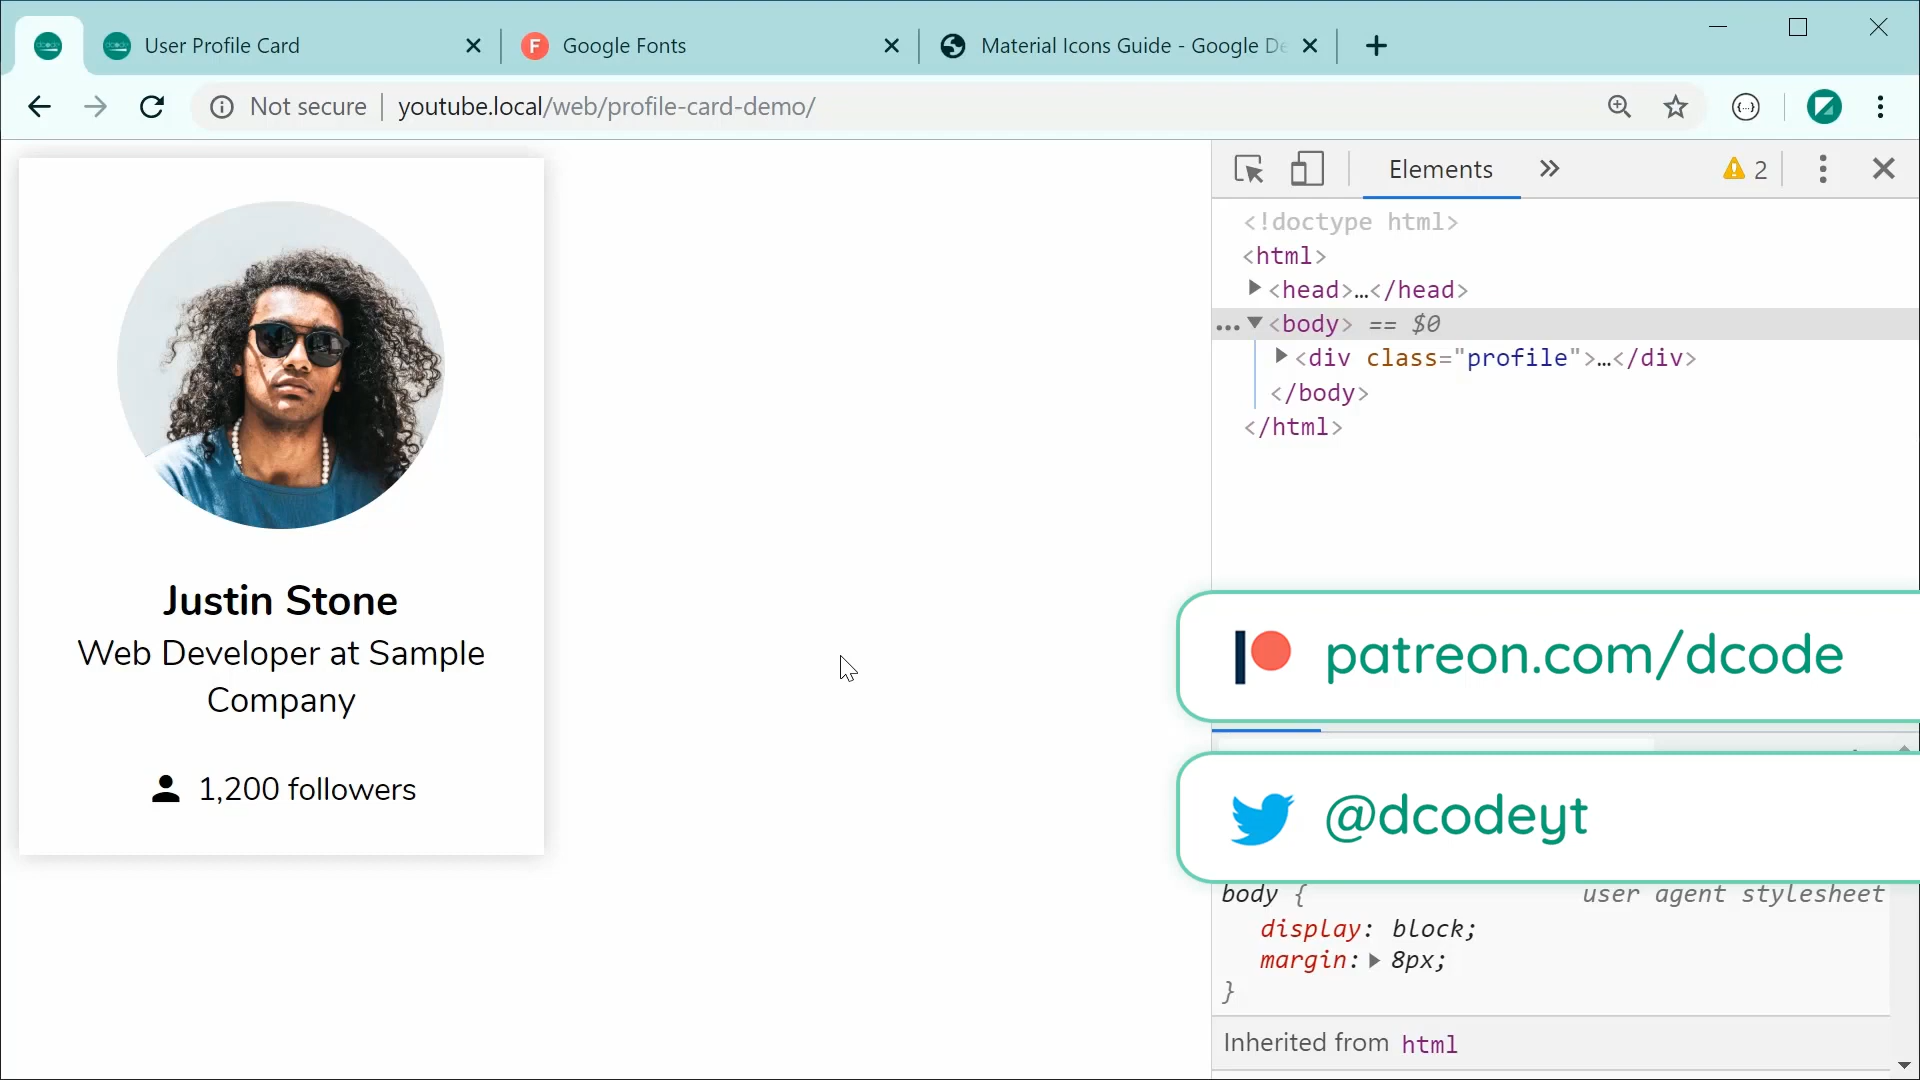 User Profile Card
Google Fonts
Material Icons Guide - Google De
Not secure
youtube.local/web/profile-card-demo/
Elements
2
<!doctype html>
<html>
<head>…</head>
<body> == $0
<div class="profile">…</div>
</body>
</html>
Justin Stone
Web Developer at Sample
Company
1,200 followers
patreon.com/dcode
@dcodeyt
body {
user agent stylesheet
display: block;
margin: 8px;
}
Inherited from html